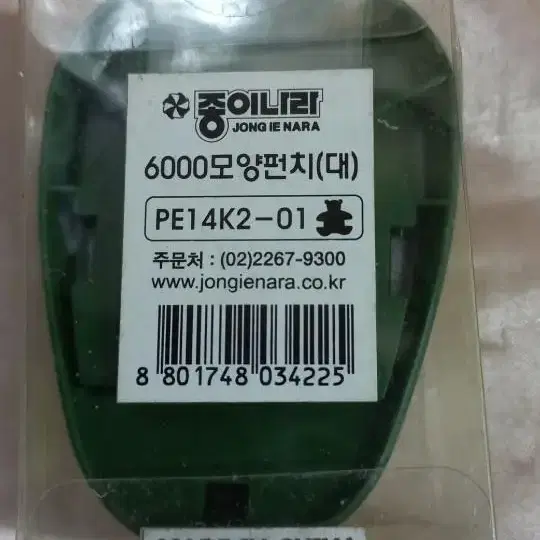 종이나라
JONG IE NARA
6000모양펀치(대)
PE14K2-01
주문처 : (02)2267-9300
www.jongienara.co.kr
8 801748 034225